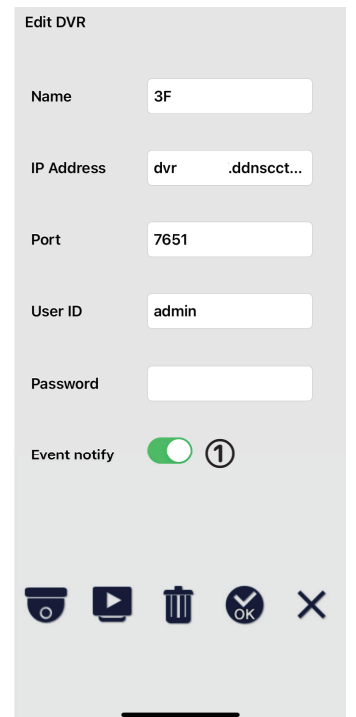 Edit DVR
Name 3F
IP Address dvr .ddnscct...
Port 7651
User ID admin
Password
Event notify ①
OK